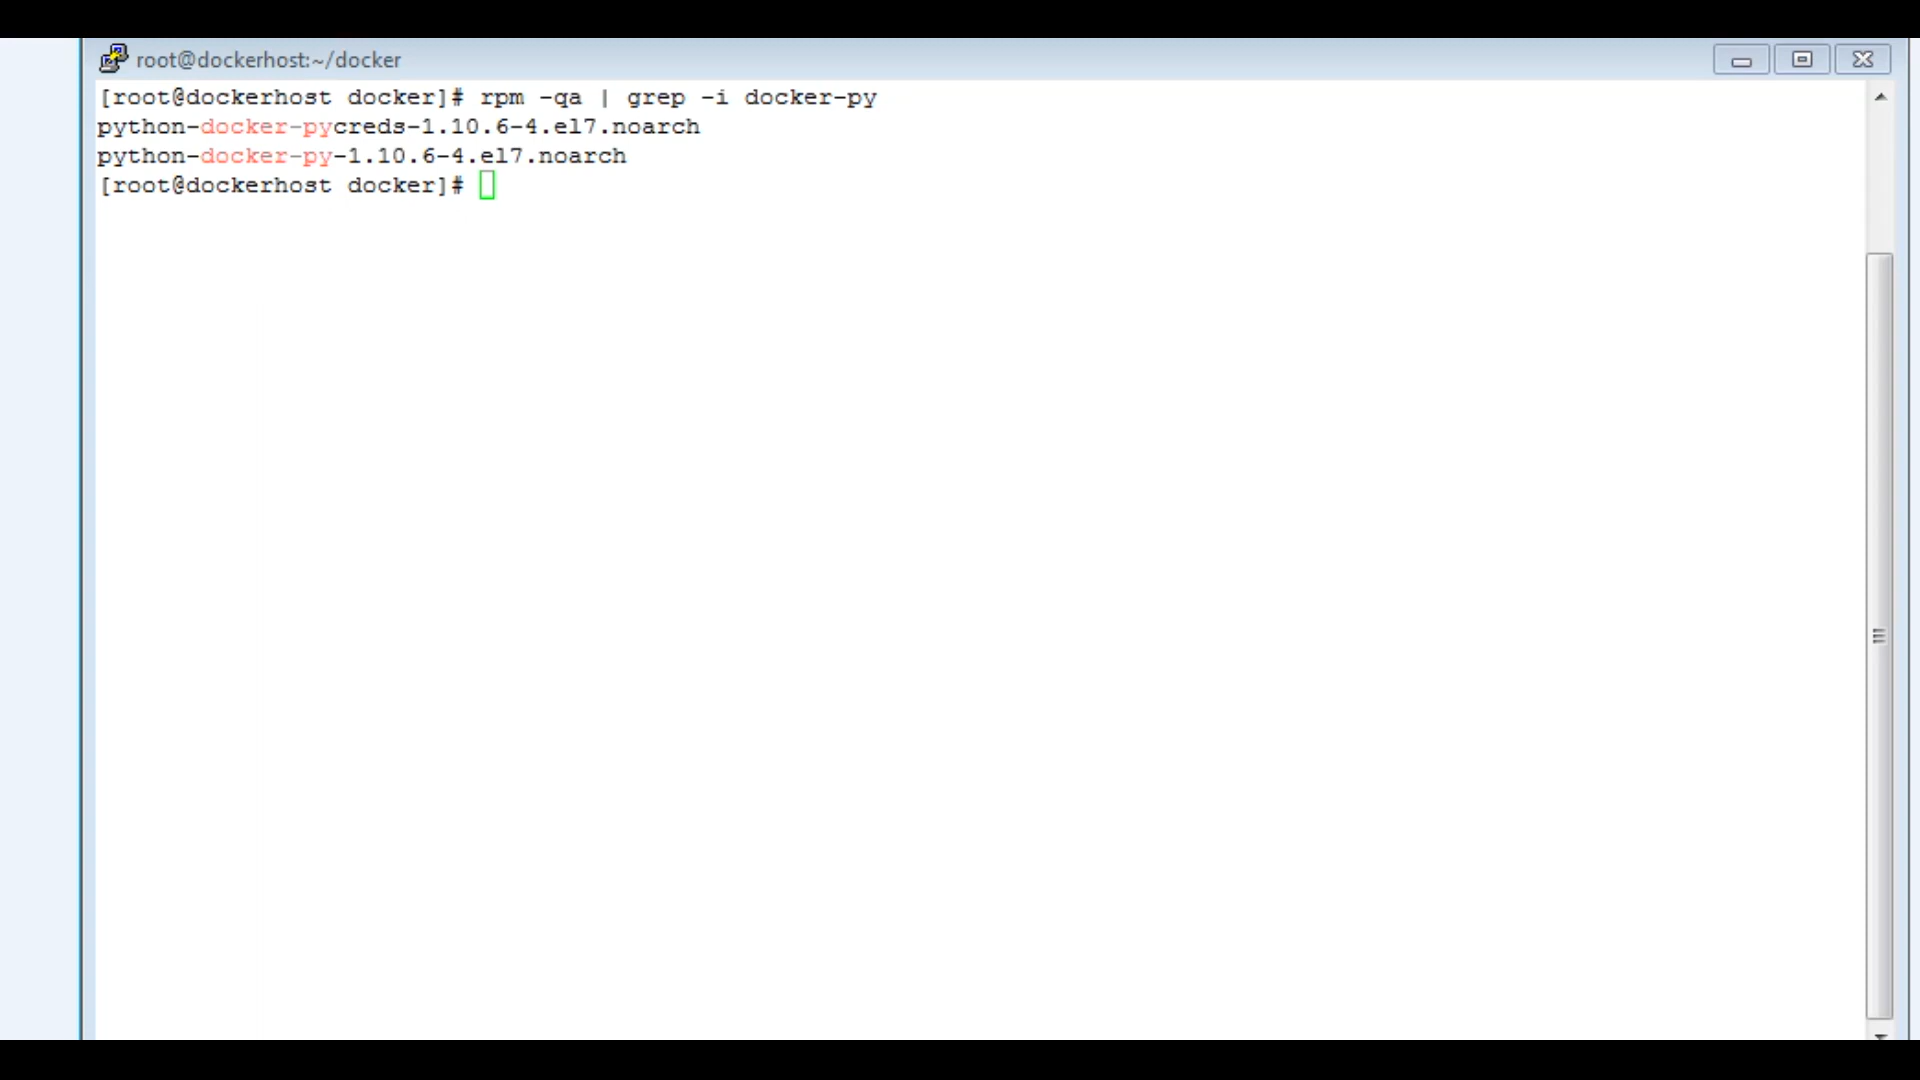 root@dockerhost:~/docker
[root@dockerhost docker]# rpm -qa | grep -i docker-py
python-docker-pycreds-1.10.6-4.el7.noarch
python-docker-py-1.10.6-4.el7.noarch
[root@dockerhost docker]#